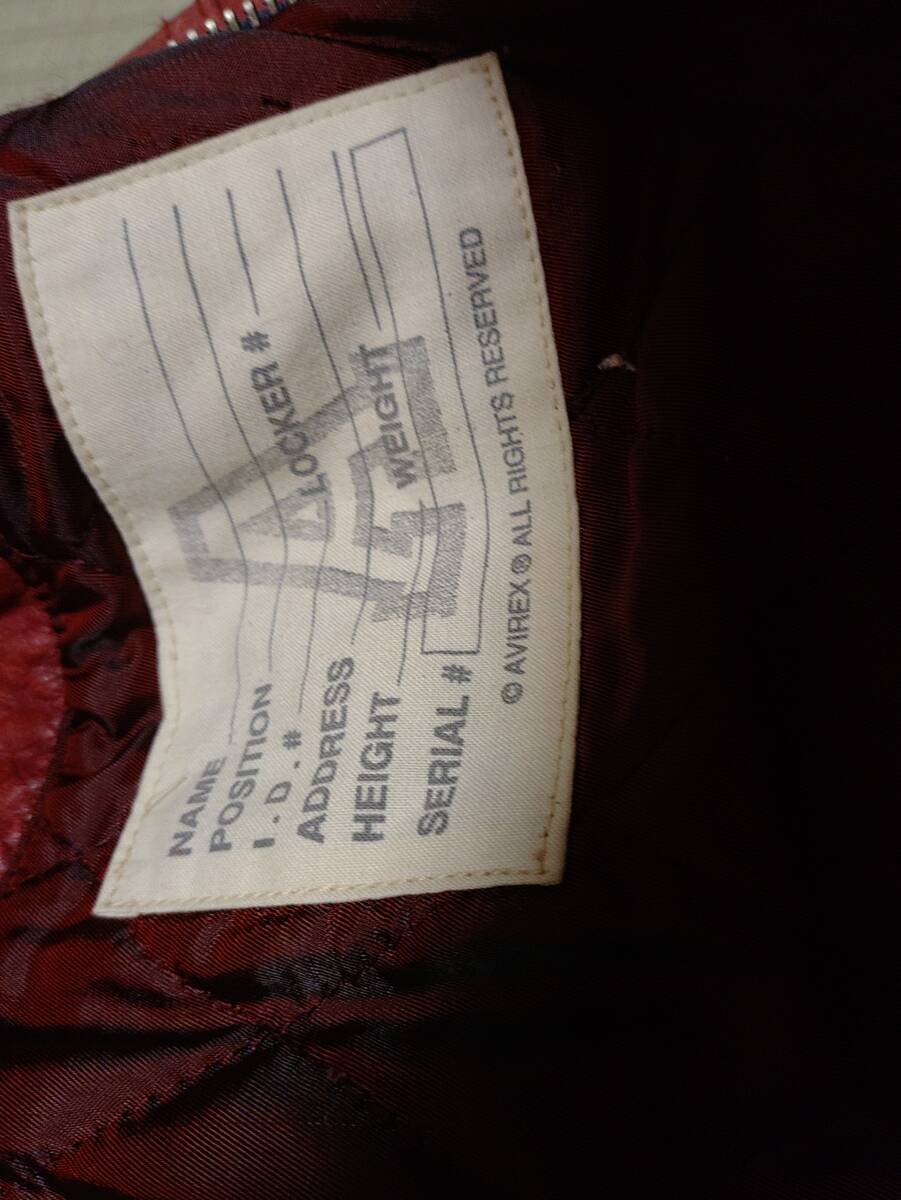 NAME
POSITION
I.D.# LOCKER #
ADDRESS
HEIGHT WEIGHT
SERIAL #
© AVIREX ® ALL RIGHTS RESERVED